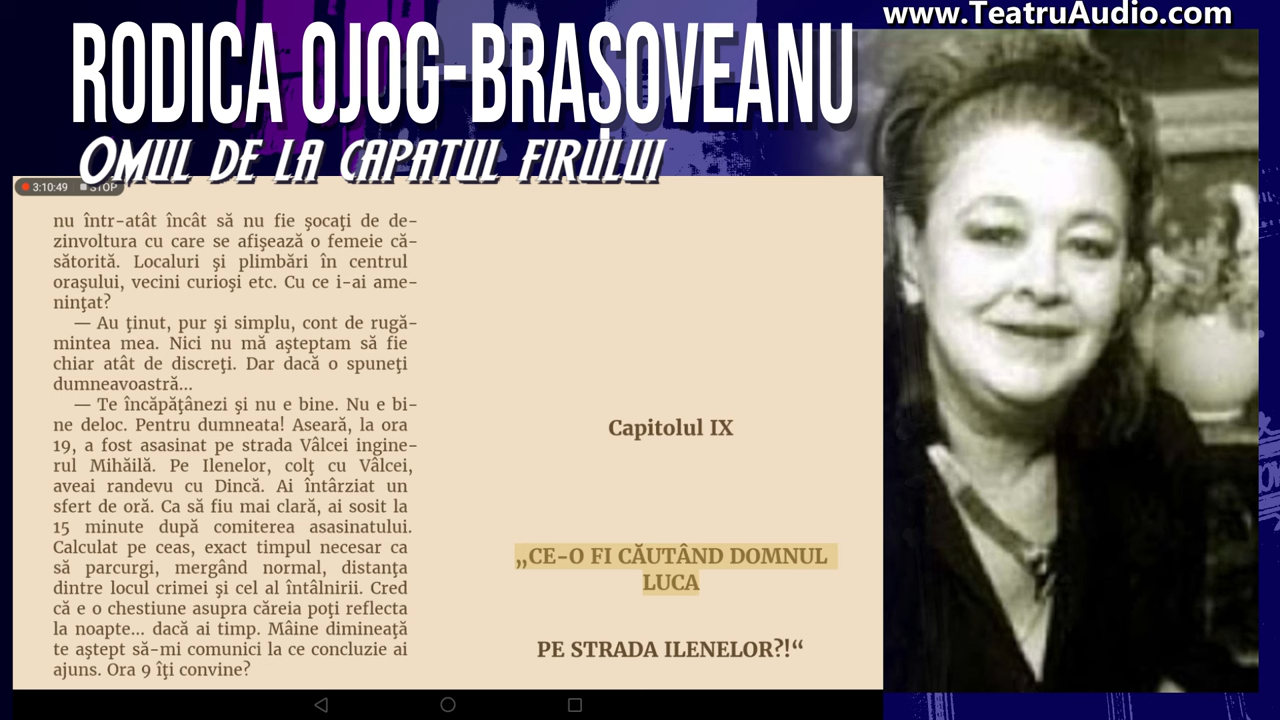 www.TeatruAudio.com
RODICA OJOG-BRAȘOVEANU
OMUL DE LA CAPATUL FIRULUI
3:10:49 STOP
nu într-atât încât să nu fie şocaţi de de-
zinvoltura cu care se afişează o femeie că-
sătorită. Localuri şi plimbări în centrul
oraşului, vecini curioşi etc. Cu ce i-ai ame-
ninţat?
— Au ţinut, pur şi simplu, cont de rugă-
mintea mea. Nici nu mă aşteptam să fie
chiar atât de discreţi. Dar dacă o spuneţi
dumneavoastră...
— Te încăpăţânezi şi nu e bine. Nu e bi-
ne deloc. Pentru dumneata! Aseară, la ora
19, a fost asasinat pe strada Vâlcei ingine-
rul Mihăilă. Pe Ilenelor, colţ cu Vâlcei,
aveai randevu cu Dincă. Ai întârziat un
sfert de oră. Ca să fiu mai clară, ai sosit la
15 minute după comiterea asasinatului.
Calculat pe ceas, exact timpul necesar ca
să parcurgi, mergând normal, distanţa
dintre locul crimei şi cel al întâlnirii. Cred
că e o chestiune asupra căreia poţi reflecta
la noapte... dacă ai timp. Mâine dimineaţă
te aştept să-mi comunici la ce concluzie ai
ajuns. Ora 9 îţi convine?
Capitolul IX
„CE-O FI CĂUTÂND DOMNUL
LUCA
PE STRADA ILENELOR?!“